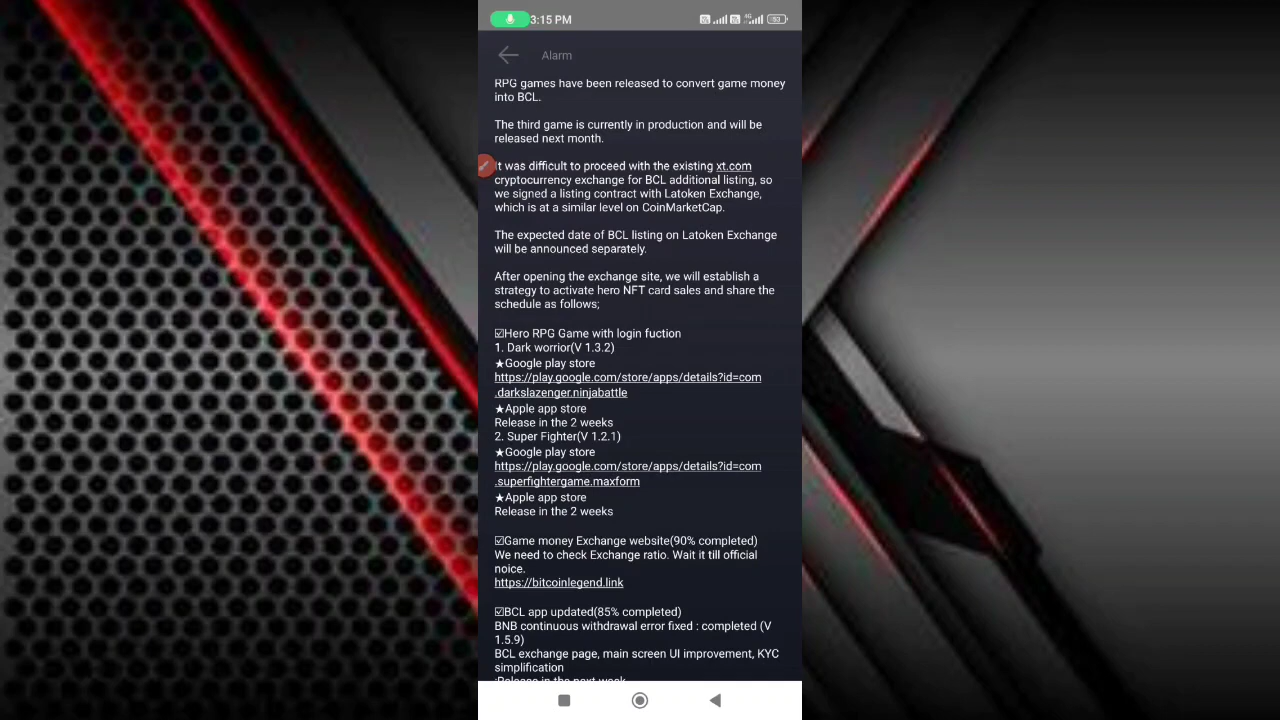 3:15 PM
53
Alarm
RPG games have been released to convert game money
into BCL.
The third game is currently in production and will be
released next month.
It was difficult to proceed with the existing xt.com
cryptocurrency exchange for BCL additional listing, so
we signed a listing contract with Latoken Exchange,
which is at a similar level on CoinMarketCap.
The expected date of BCL listing on Latoken Exchange
will be announced separately.
After opening the exchange site, we will establish a
strategy to activate hero NFT card sales and share the
schedule as follows;
☑Hero RPG Game with login fuction
1. Dark worrior(V 1.3.2)
★Google play store
https://play.google.com/store/apps/details?id=com
.darkslazenger.ninjabattle
★Apple app store
Release in the 2 weeks
2. Super Fighter(V 1.2.1)
★Google play store
https://play.google.com/store/apps/details?id=com
.superfightergame.maxform
★Apple app store
Release in the 2 weeks
☑Game money Exchange website(90% completed)
We need to check Exchange ratio. Wait it till official
noice.
https://bitcoinlegend.link
☑BCL app updated(85% completed)
BNB continuous withdrawal error fixed : completed (V
1.5.9)
BCL exchange page, main screen UI improvement, KYC
simplification
:Release in the next week